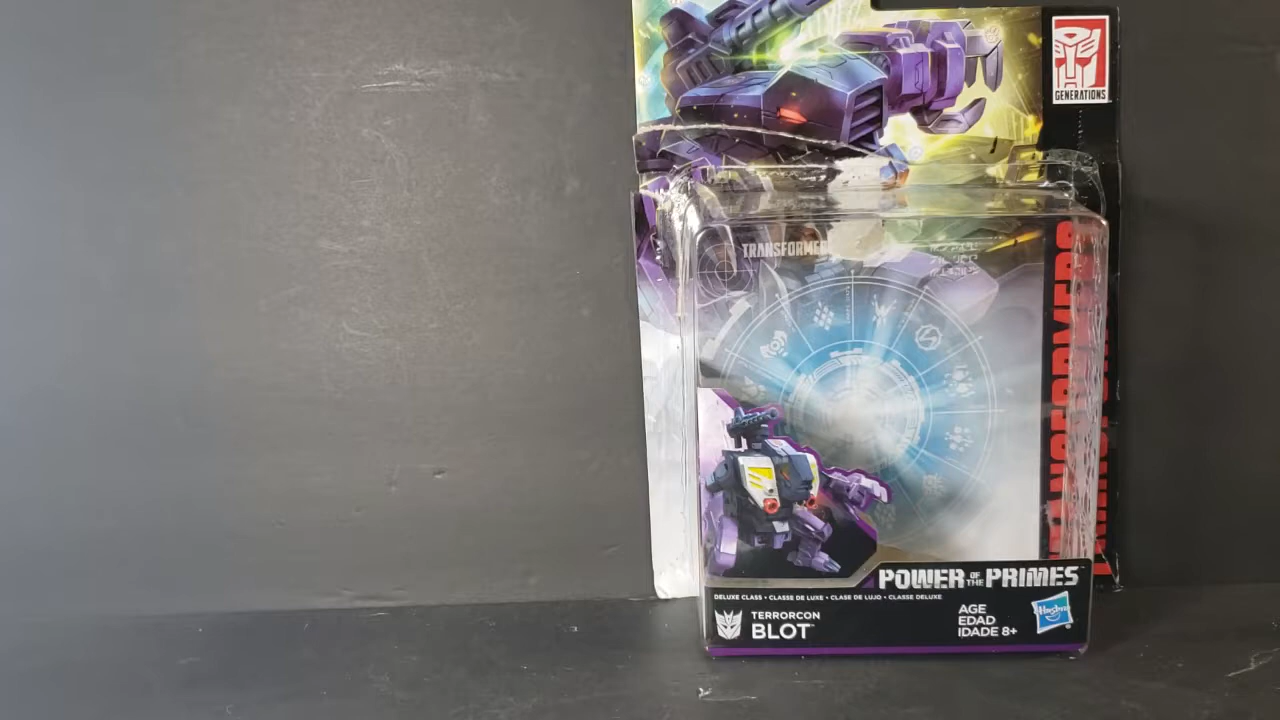 GENERATIONS
TRANSFORMERS
TRANSFORMERS
POWER OF THE PRIMES
DELUXE CLASS • CLASSE DE LUXE • CLASE DE LUJO • CLASSE DELUXE
TERRORCON
BLOT™
AGE
EDAD
IDADE 8+
Hasbro